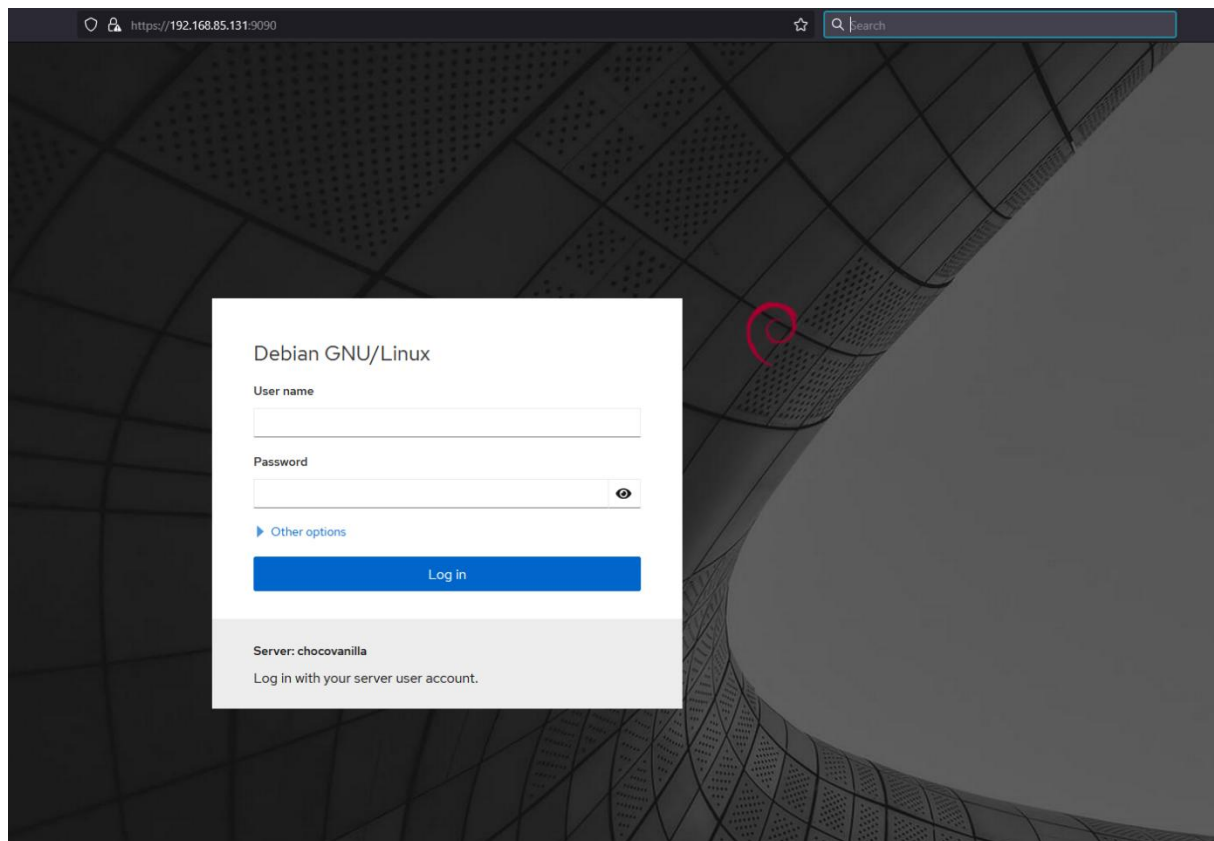 https://192.168.85.131:9090
Search
Debian GNU/Linux
User name
Password
Other options
Log in
Server: chocovanilla
Log in with your server user account.